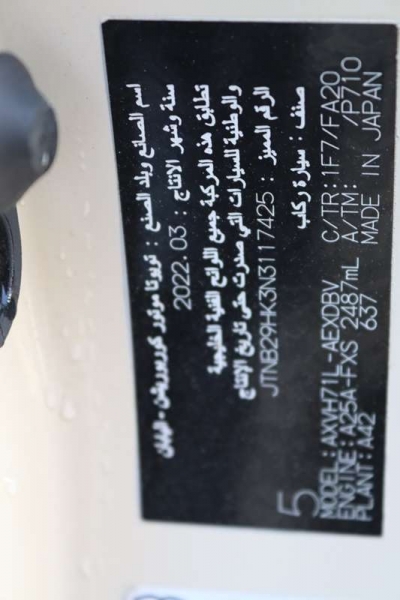 اسم الصانع وبلد الصنع : تويوتا موتور كوربوريشن - اليابان
سنة وشهر الإنتاج : 2022.03
تطابق هذه المركبة جميع اللوائح الفنية الخليجية
والوطنية للسيارات التي صدرت حتى تاريخ الإنتاج
الرقم المميز : JTNB29HK3N3117425
صنف : سيارة ركاب
5
MODEL:AXVH71L-AEXDBV C/TR:1F7/FA20
ENGINE:A25A-FXS 2487mL A/TM: /P710
PLANT:A42 637 MADE IN JAPAN